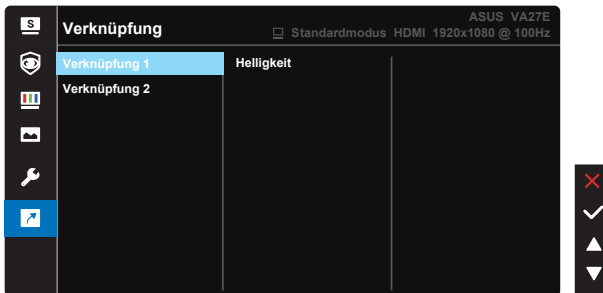 S
Verknüpfung
ASUS VA27E
Standardmodus HDMI 1920x1080 @ 100Hz
Verknüpfung 1
Helligkeit
Verknüpfung 2